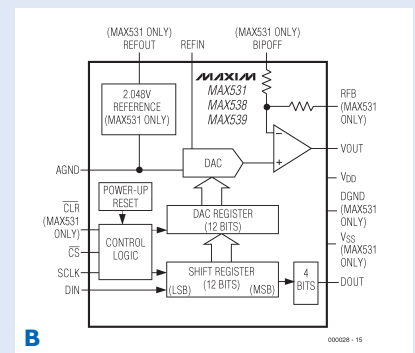 (MAX531 ONLY)
REFOUT
REFIN
(MAX531 ONLY)
BIPOFF
MAXIM
MAX531
MAX538
MAX539
2.048V
REFERENCE
(MAX531 ONLY)
RFB
(MAX531
ONLY)
–
+
VOUT
AGND
DAC
VDD
POWER-UP
RESET
DGND
(MAX531
ONLY)
CLR
(MAX531
ONLY)
DAC REGISTER
(12 BITS)
CONTROL
LOGIC
VSS
(MAX531
ONLY)
CS
SCLK
SHIFT REGISTER
(12 BITS)
(LSB)
(MSB)
4
BITS
DIN
DOUT
B
000028 - 15